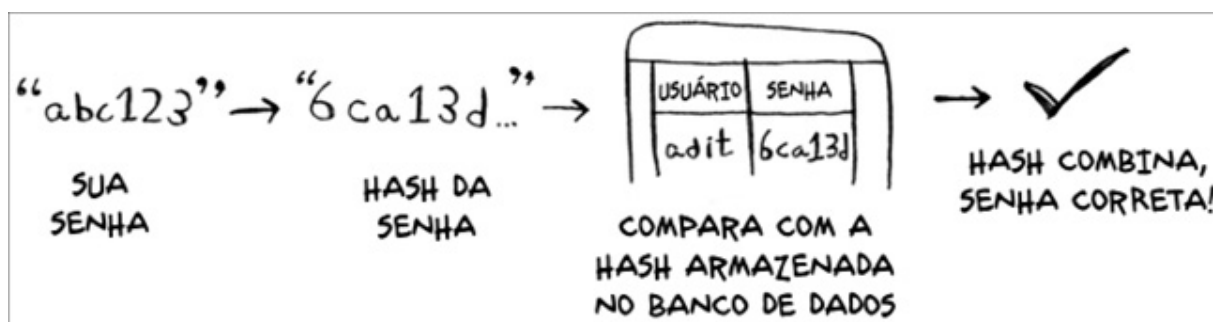 “abc123”
SUA
SENHA
“6ca13d...”
HASH DA
SENHA
USUÁRIO SENHA
adit 6ca13d
COMPARA COM A
HASH ARMAZENADA
NO BANCO DE DADOS
HASH COMBINA,
SENHA CORRETA!